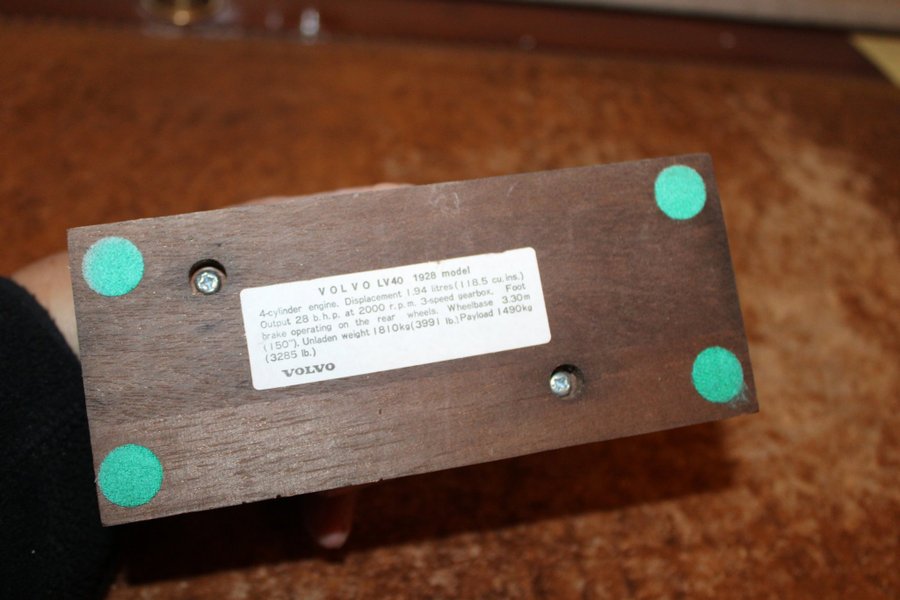 VOLVO LV40 1928 model
4-cylinder engine. Displacement 1.94 litres(118.5 cu.ins.)
Output 28 b.h.p. at 2000 r.p.m. 3-speed gearbox. Foot
brake operating on the rear wheels. Wheelbase 3.30m
(150"). Unladen weight 1810kg(3991 lb.) Payload 1490kg
(3285 lb.)
VOLVO